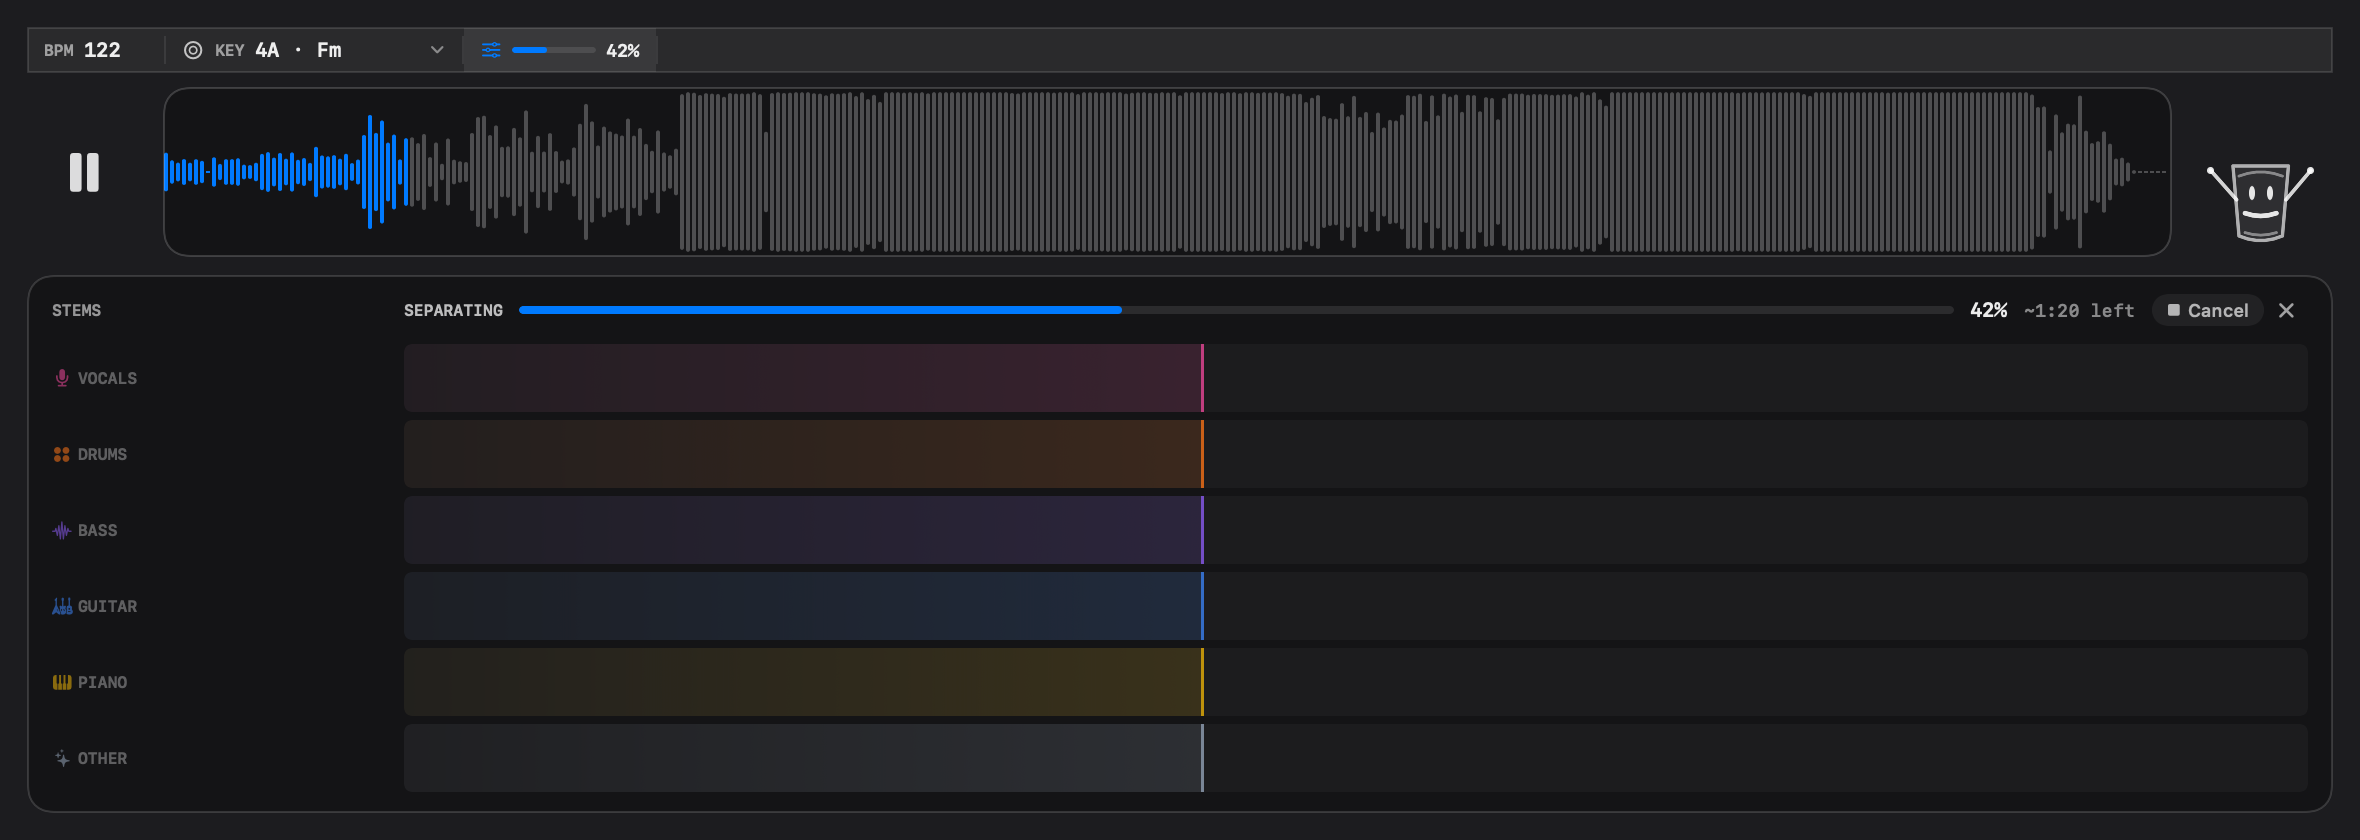 BPM 122 KEY 4A · Fm 42%
STEMS SEPARATING 42% ~1:20 left Cancel
VOCALS
DRUMS
BASS
GUITAR
PIANO
OTHER